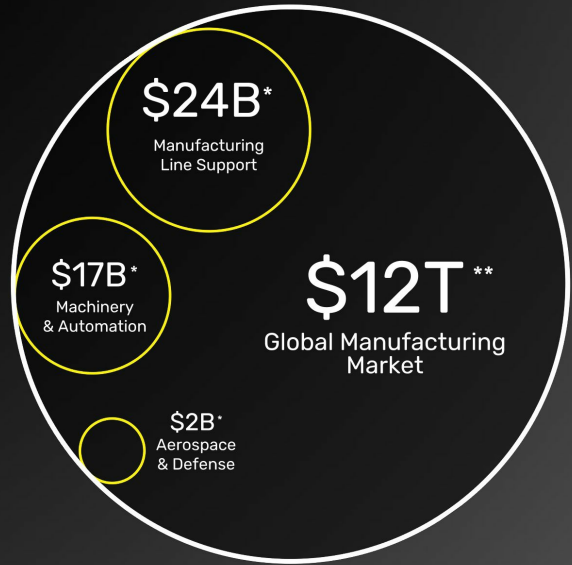 $24B*
Manufacturing
Line Support
$17B*
Machinery
& Automation
$12T**
Global Manufacturing
Market
$2B*
Aerospace
& Defense